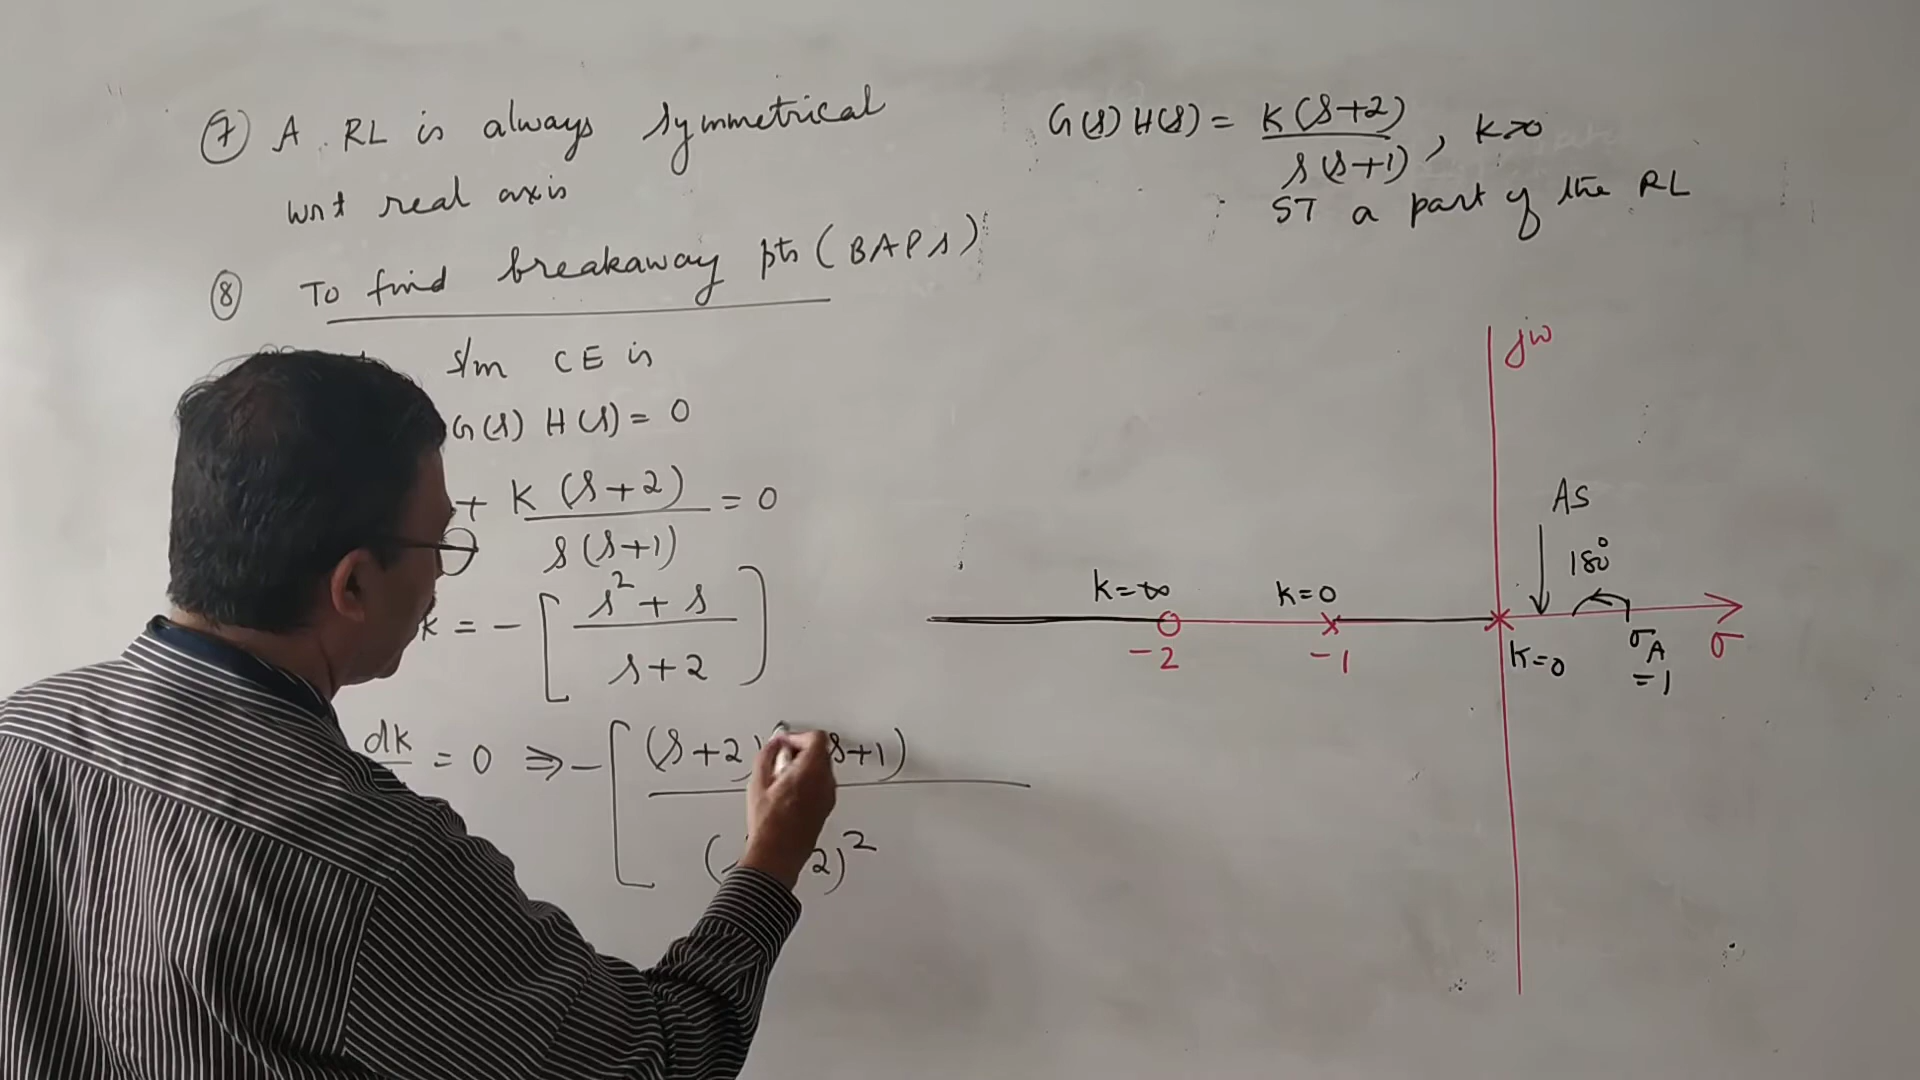 ⑦ A RL is always symmetrical
wrt real axis
⑧ To find breakaway pts (BAPs)
s/m CE is
G(s) H(s) = 0
+ K (s+2) / s (s+1) = 0
K = - [ s² + s / s+2 ]
dK = 0 ⇒ - [ (s+2) s+1)
2)²
G(s) H(s) = K (s+2) / s (s+1) , K>0
ST a part of the RL
jω
AS
180°
K=∞
K=0
-2
-1
K=0
σA
=1
σ